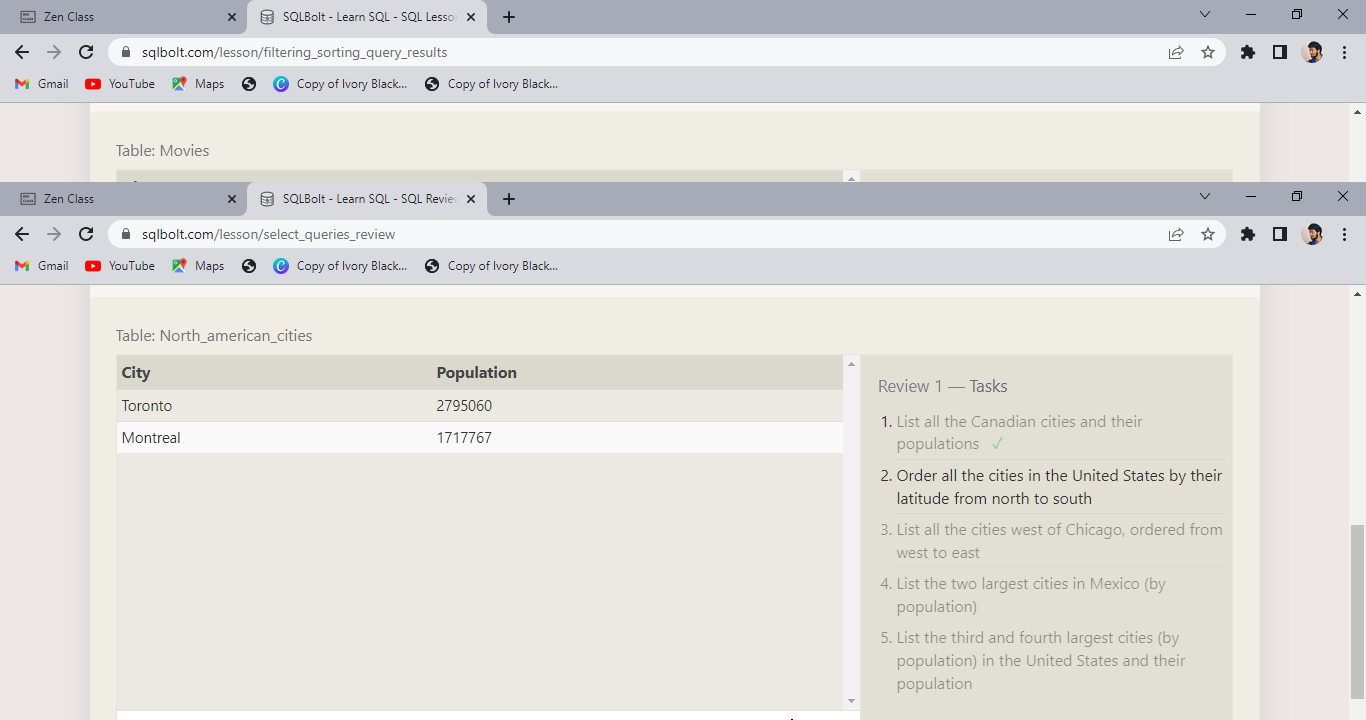 Zen Class
SQLBolt - Learn SQL - SQL Lesson
sqlbolt.com/lesson/filtering_sorting_query_results
Gmail YouTube Maps Copy of Ivory Black... Copy of Ivory Black...
Table: Movies
Zen Class
SQLBolt - Learn SQL - SQL Review
sqlbolt.com/lesson/select_queries_review
Gmail YouTube Maps Copy of Ivory Black... Copy of Ivory Black...
Table: North_american_cities
City Population
Toronto 2795060
Montreal 1717767
Review 1 — Tasks
1. List all the Canadian cities and their
populations ✓
2. Order all the cities in the United States by their
latitude from north to south
3. List all the cities west of Chicago, ordered from
west to east
4. List the two largest cities in Mexico (by
population)
5. List the third and fourth largest cities (by
population) in the United States and their
population